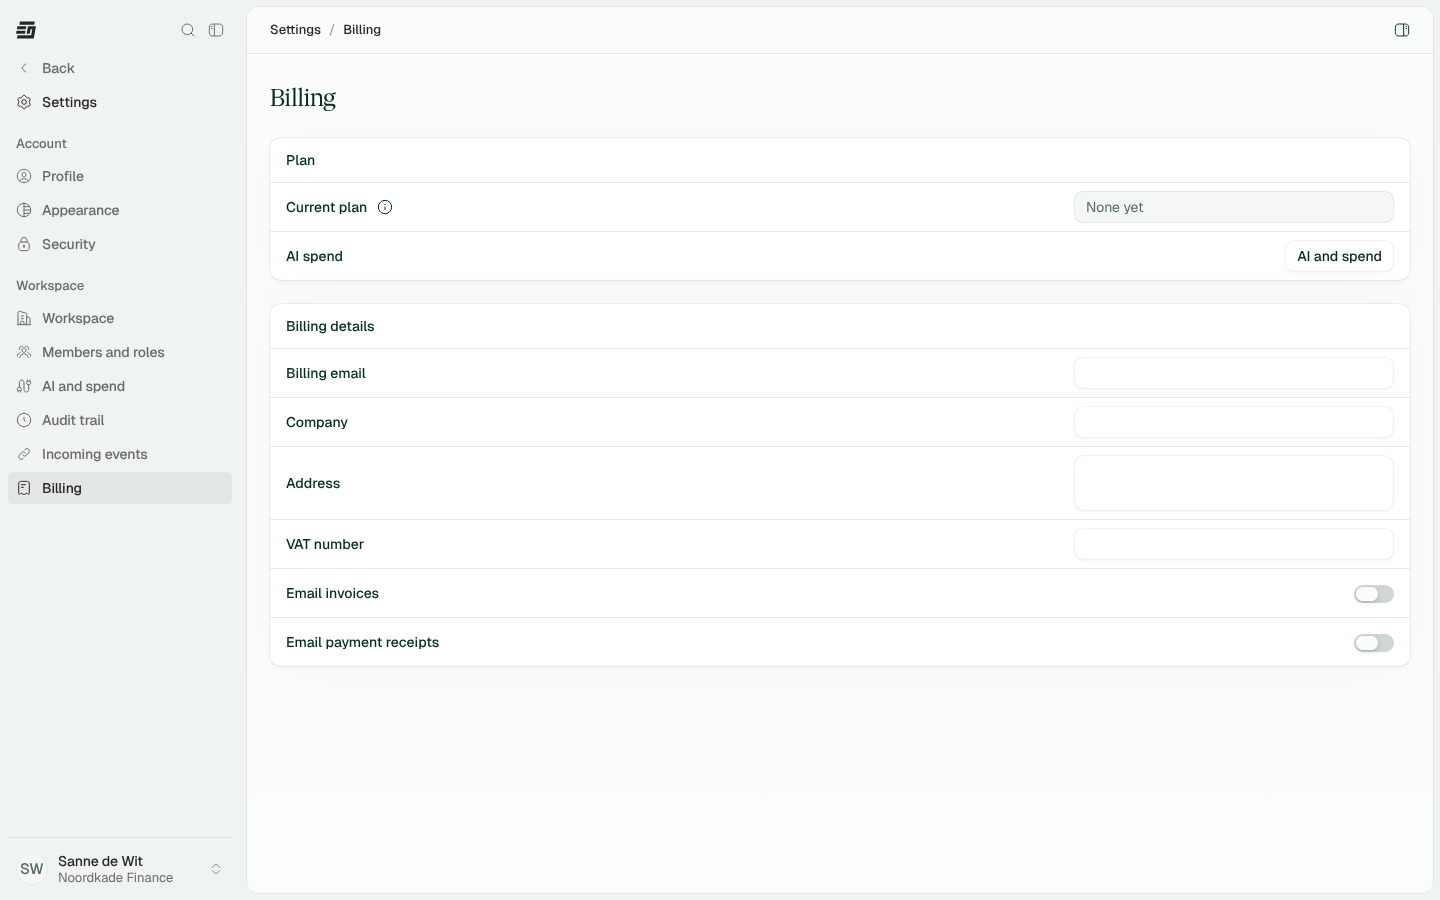 Settings / Billing
Back
Settings
Account
Profile
Appearance
Security
Workspace
Workspace
Members and roles
AI and spend
Audit trail
Incoming events
Billing
Sanne de Wit
SW
Noordkade Finance
Billing
Plan
Current plan
None yet
AI spend
AI and spend
Billing details
Billing email
Company
Address
VAT number
Email invoices
Email payment receipts